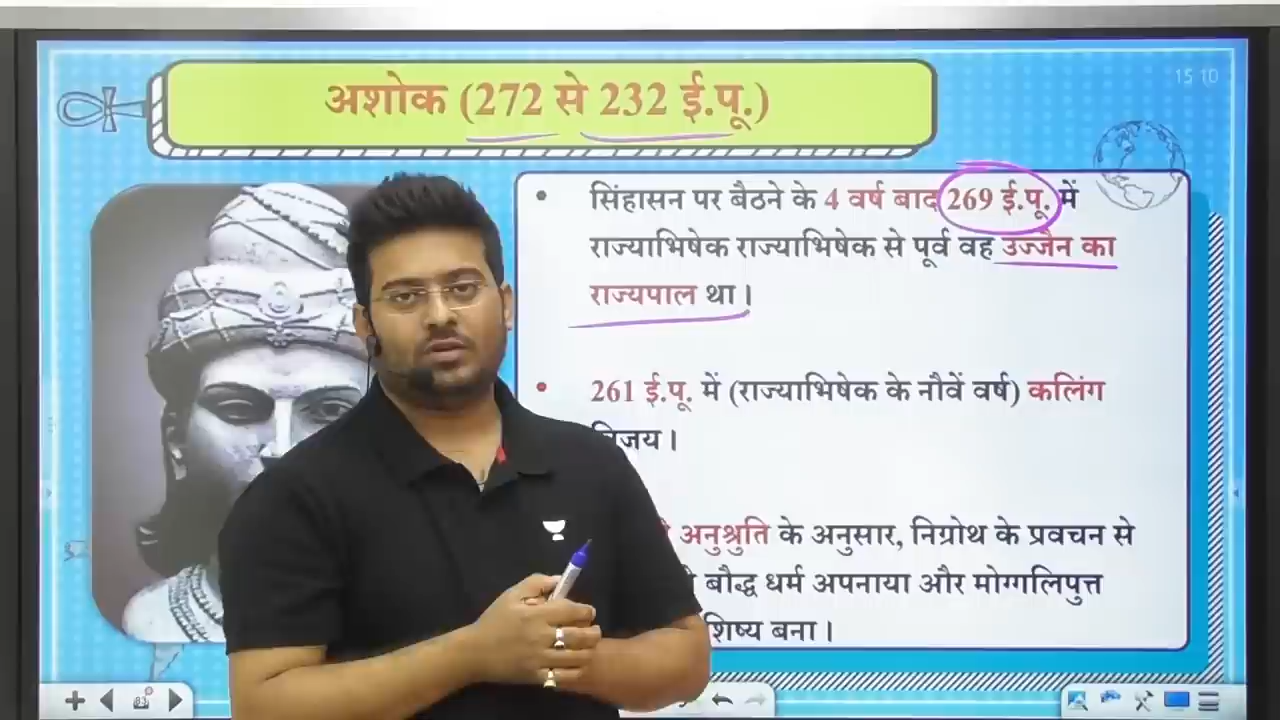 अशोक (272 से 232 ई.पू.)
15 10
सिंहासन पर बैठने के 4 वर्ष बाद 269 ई.पू. में
राज्याभिषेक राज्याभिषेक से पूर्व वह उज्जैन का
राज्यपाल था।
261 ई.पू. में (राज्याभिषेक के नौवें वर्ष) कलिंग
विजय।
अनुश्रुति के अनुसार, निग्रोथ के प्रवचन से
बौद्ध धर्म अपनाया और मोग्गलिपुत्त
शिष्य बना।